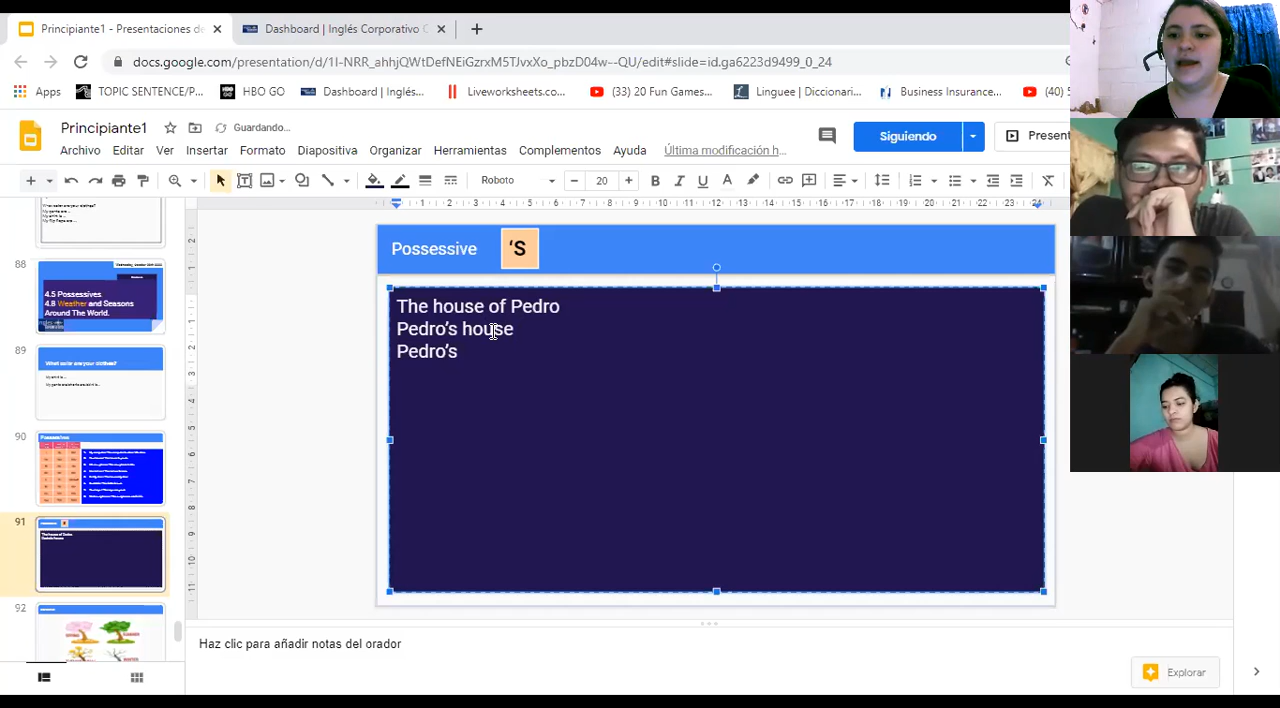 Principiante1 - Presentaciones de
Dashboard | Inglés Corporativo
docs.google.com/presentation/d/1I-NRR_ahhjQWtDefNEiGzrxM5TJvxXo_pbzD04w--QU/edit#slide=id.ga6223d9499_0_24
Apps
TOPIC SENTENCE/P...
HBO GO
Dashboard | Inglés...
Liveworksheets.co...
(33) 20 Fun Games...
Linguee | Diccionari...
Business Insurance...
(40) 5
Principiante1
Guardando...
Siguiendo
Present
Archivo Editar Ver Insertar Formato Diapositiva Organizar Herramientas Complementos Ayuda Última modificación h...
Roboto
20
88
4.5 Possessives
4.8 Weather and Seasons
Around The World.
89
What color are your clothes?
90
Possessives
91
92
Possessive 'S
The house of Pedro
Pedro's house
Pedro's
Haz clic para añadir notas del orador
Explorar